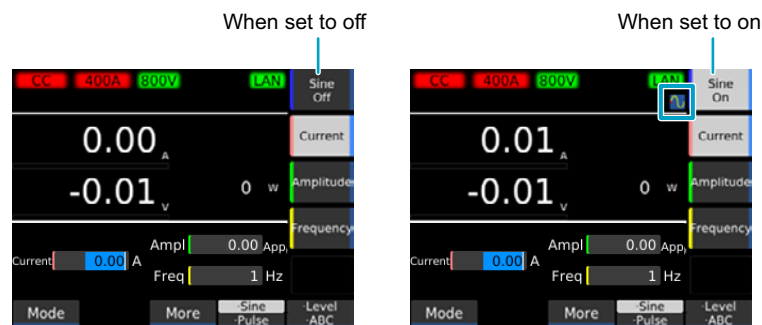 When set to off
CC 400A 800V LAN Sine
Off
0.00 A
Current
-0.01 V 0 W
Amplitude
Frequency
Ampl 0.00 App
Current 0.00 A
Freq 1 Hz
Mode More ·Sine ·Level
·Pulse ·ABC
When set to on
CC 400A 800V LAN Sine
On
0.01 A
Current
-0.01 V 0 W
Amplitude
Frequency
Ampl 0.00 App
Current 0.00 A
Freq 1 Hz
Mode More ·Sine ·Level
·Pulse ·ABC